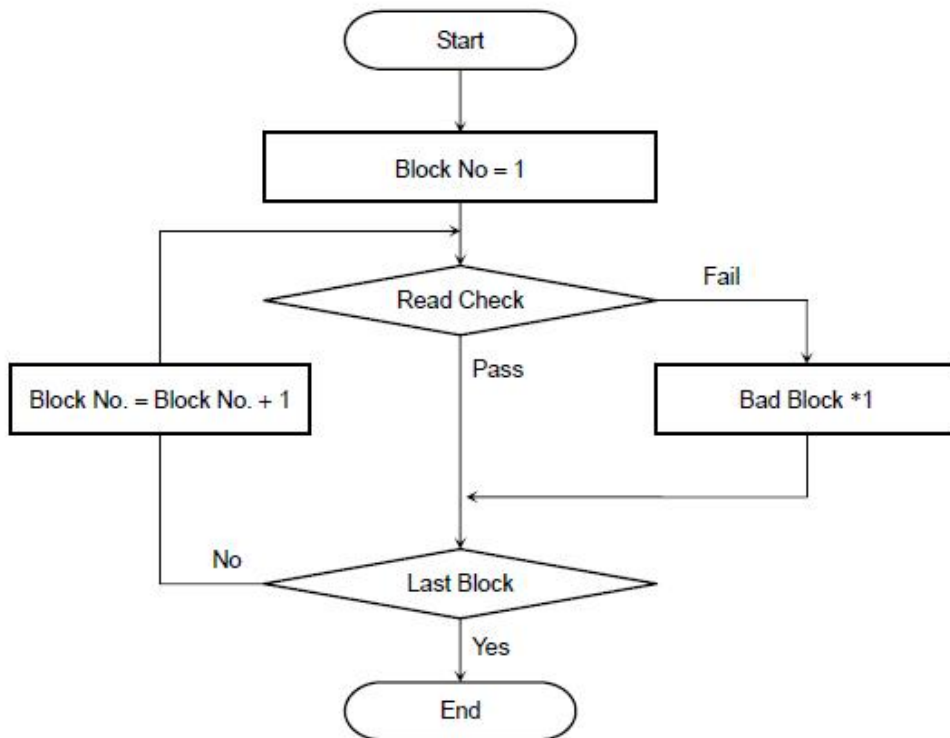 Start
Block No = 1
Read Check
Fail
Pass
Block No. = Block No. + 1
Bad Block *1
No
Last Block
Yes
End